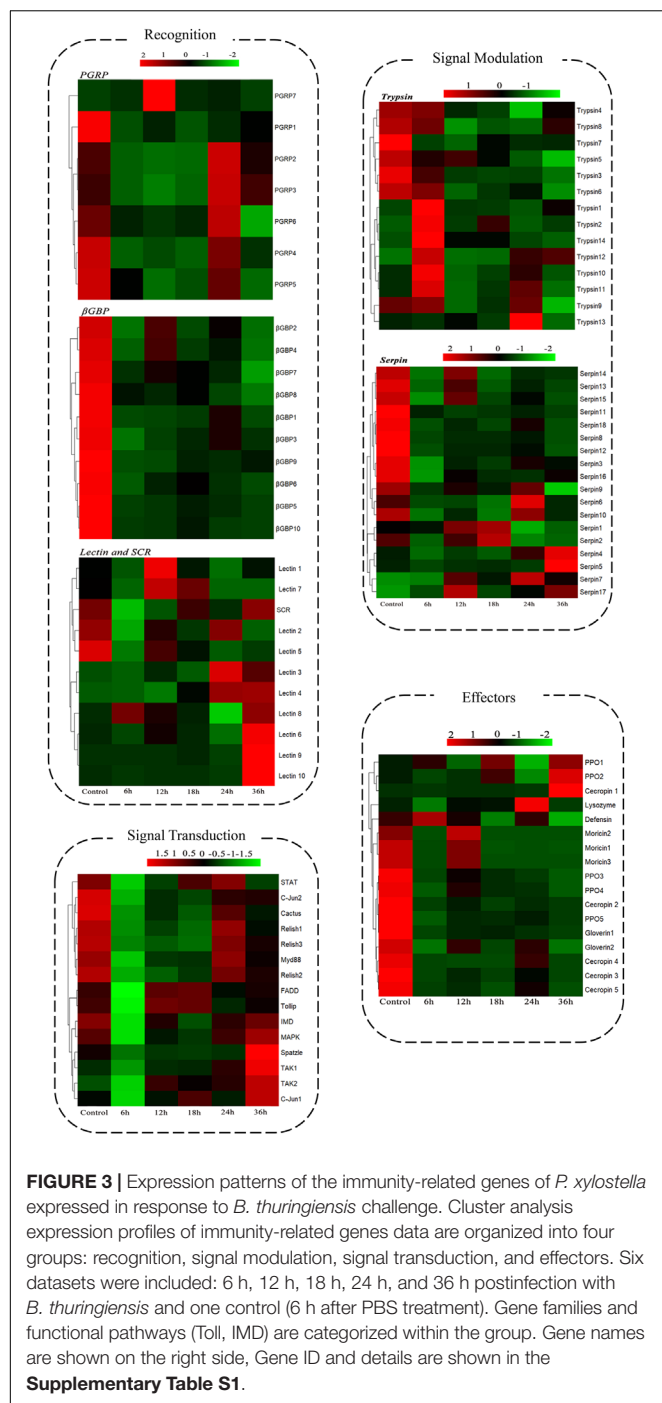 Recognition
2 1 0 -1 -2
PGRP
PGRP7
PGRP1
PGRP2
PGRP3
PGRP6
PGRP4
PGRP5
βGBP
βGBP2
βGBP4
βGBP7
βGBP8
βGBP1
βGBP3
βGBP9
βGBP6
βGBP5
βGBP10
Lectin and SCR
Lectin 1
Lectin 7
SCR
Lectin 2
Lectin 5
Lectin 3
Lectin 4
Lectin 8
Lectin 6
Lectin 9
Lectin 10
Control 6h 12h 18h 24h 36h
Signal Modulation
1 0 -1
Trypsin
Trypsin4
Trypsin8
Trypsin7
Trypsin5
Trypsin3
Trypsin6
Trypsin1
Trypsin2
Trypsin14
Trypsin12
Trypsin10
Trypsin11
Trypsin9
Trypsin13
Serpin
2 1 0 -1 -2
Serpin14
Serpin13
Serpin15
Serpin11
Serpin18
Serpin8
Serpin12
Serpin3
Serpin16
Serpin9
Serpin6
Serpin10
Serpin1
Serpin2
Serpin4
Serpin5
Serpin7
Serpin17
Control 6h 12h 18h 24h 36h
Signal Transduction
1.5 1 0.5 0 -0.5 -1-1.5
STAT
C-Jun2
Cactus
Relish1
Relish3
Myd88
Relish2
FADD
Tollip
IMD
MAPK
Spatzle
TAK1
TAK2
C-Jun1
Control 6h 12h 18h 24h 36h
Effectors
2 1 0 -1 -2
PPO1
PPO2
Cecropin 1
Lysozyme
Defensin
Moricin2
Moricin1
Moricin3
PPO3
PPO4
Cecropin 2
PPO5
Gloverin1
Gloverin2
Cecropin 4
Cecropin 3
Cecropin 5
Control 6h 12h 18h 24h 36h
FIGURE 3 | Expression patterns of the immunity-related genes of P. xylostella
expressed in response to B. thuringiensis challenge. Cluster analysis
expression profiles of immunity-related genes data are organized into four
groups: recognition, signal modulation, signal transduction, and effectors. Six
datasets were included: 6 h, 12 h, 18 h, 24 h, and 36 h postinfection with
B. thuringiensis and one control (6 h after PBS treatment). Gene families and
functional pathways (Toll, IMD) are categorized within the group. Gene names
are shown on the right side, Gene ID and details are shown in the
Supplementary Table S1.